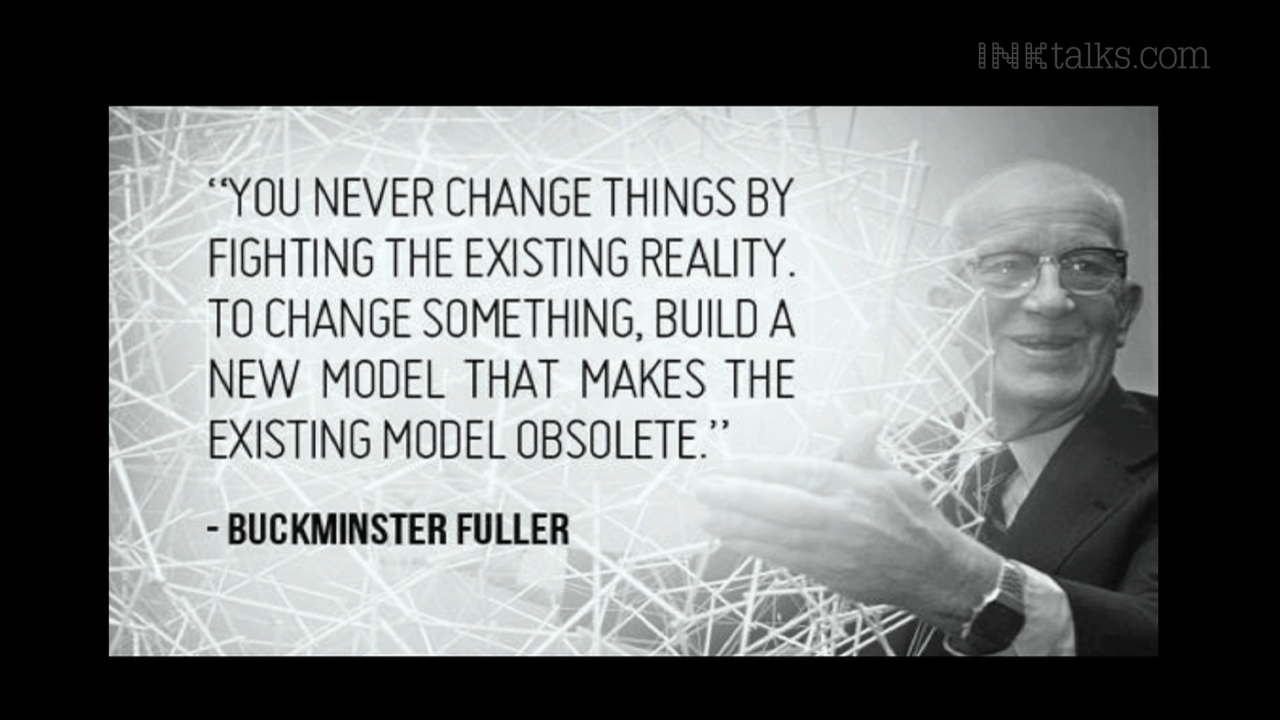 INKtalks.com
“YOU NEVER CHANGE THINGS BY
FIGHTING THE EXISTING REALITY.
TO CHANGE SOMETHING, BUILD A
NEW MODEL THAT MAKES THE
EXISTING MODEL OBSOLETE.”
- BUCKMINSTER FULLER